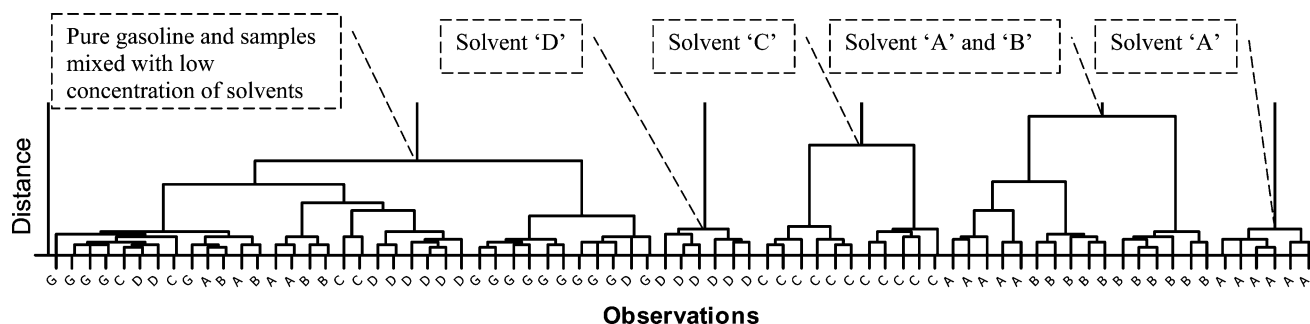 Pure gasoline and samples
mixed with low
concentration of solvents
Solvent ‘D’
Solvent ‘C’
Solvent ‘A’ and ‘B’
Solvent ‘A’
Distance
G G G G C D D C G A B A B A A B B C C D D D D D D G G G G G G G G G D G D D D D D D C C C C C C C C C C C A A A A A B B B B B B B B B B B A A A A A A
Observations